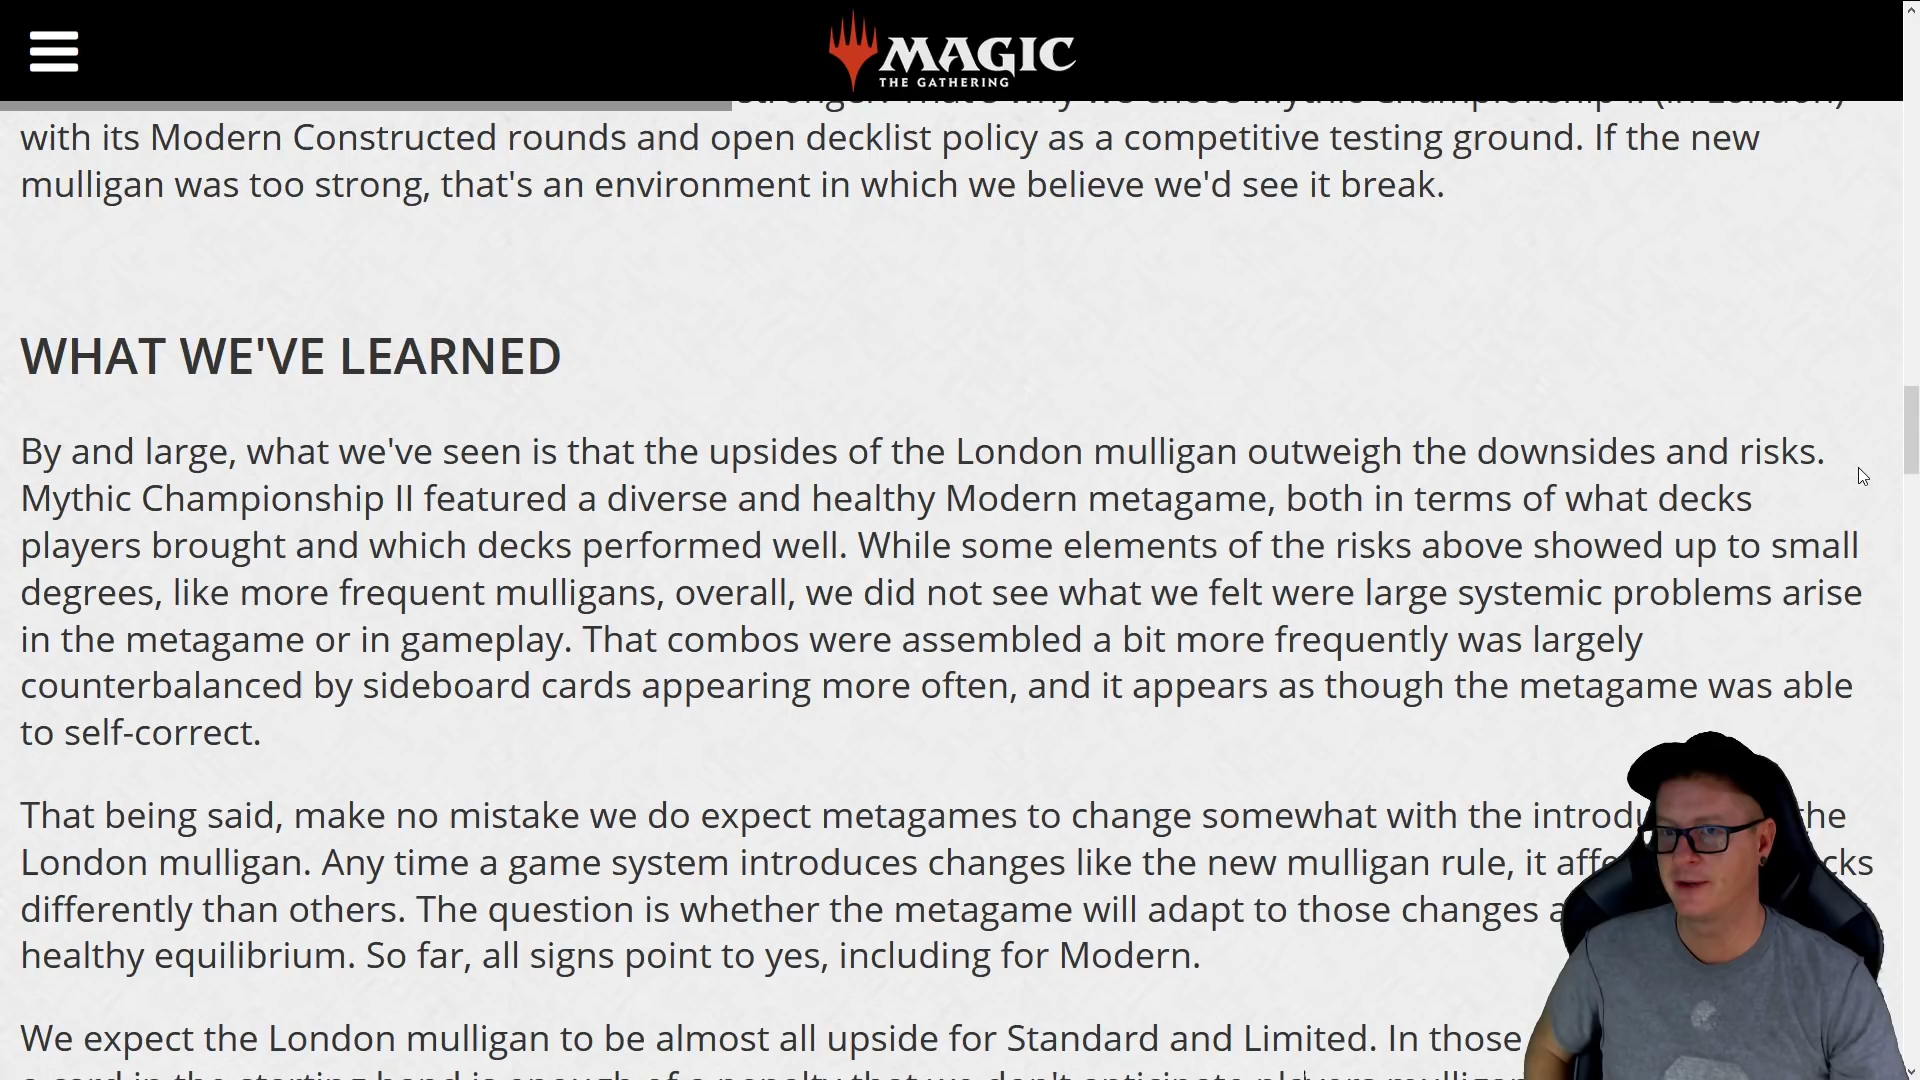 MAGIC
THE GATHERING
with its Modern Constructed rounds and open decklist policy as a competitive testing ground. If the new
mulligan was too strong, that's an environment in which we believe we'd see it break.
WHAT WE'VE LEARNED
By and large, what we've seen is that the upsides of the London mulligan outweigh the downsides and risks.
Mythic Championship II featured a diverse and healthy Modern metagame, both in terms of what decks
players brought and which decks performed well. While some elements of the risks above showed up to small
degrees, like more frequent mulligans, overall, we did not see what we felt were large systemic problems arise
in the metagame or in gameplay. That combos were assembled a bit more frequently was largely
counterbalanced by sideboard cards appearing more often, and it appears as though the metagame was able
to self-correct.
That being said, make no mistake we do expect metagames to change somewhat with the the
London mulligan. Any time a game system introduces changes like the new mulligan rule, it
differently than others. The question is whether the metagame will adapt to those changes
healthy equilibrium. So far, all signs point to yes, including for Modern.
We expect the London mulligan to be almost all upside for Standard and Limited. In those